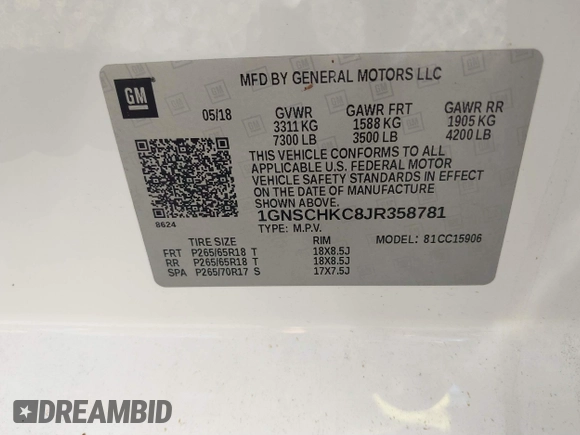 MFD BY GENERAL MOTORS LLC
GM
05/18 GVWR GAWR FRT GAWR RR
3311 KG 1588 KG 1905 KG
7300 LB 3500 LB 4200 LB
THIS VEHICLE CONFORMS TO ALL
APPLICABLE U.S. FEDERAL MOTOR
VEHICLE SAFETY STANDARDS IN EFFECT
ON THE DATE OF MANUFACTURE
SHOWN ABOVE.
8624
1GNSCHKC8JR358781
TYPE: M.P.V. MODEL: 81CC15906
TIRE SIZE RIM
FRT P265/65R18 T 18X8.5J
RR P265/65R18 T 18X8.5J
SPA P265/70R17 S 17X7.5J
DREAMBID